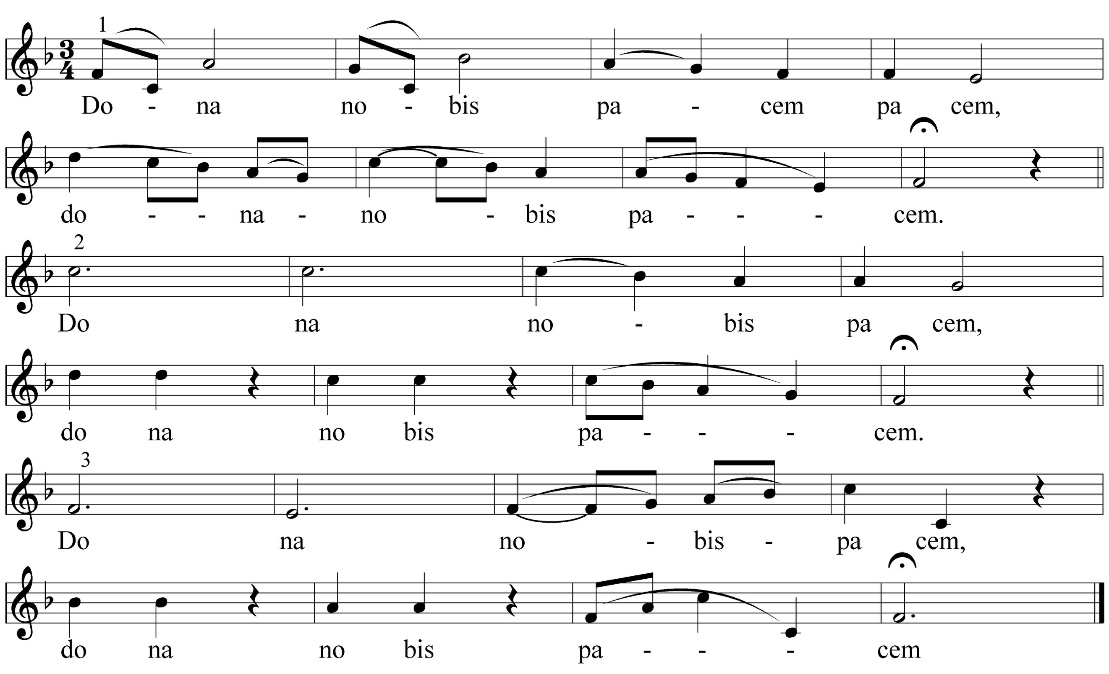 1
3
4
Do - na no - bis pa - cem pa cem,
do - - na - no - bis pa - - - cem.
2
Do na no - bis pa cem,
do na no bis pa - - - cem.
3
Do na no - bis - pa cem,
do na no bis pa - - - cem